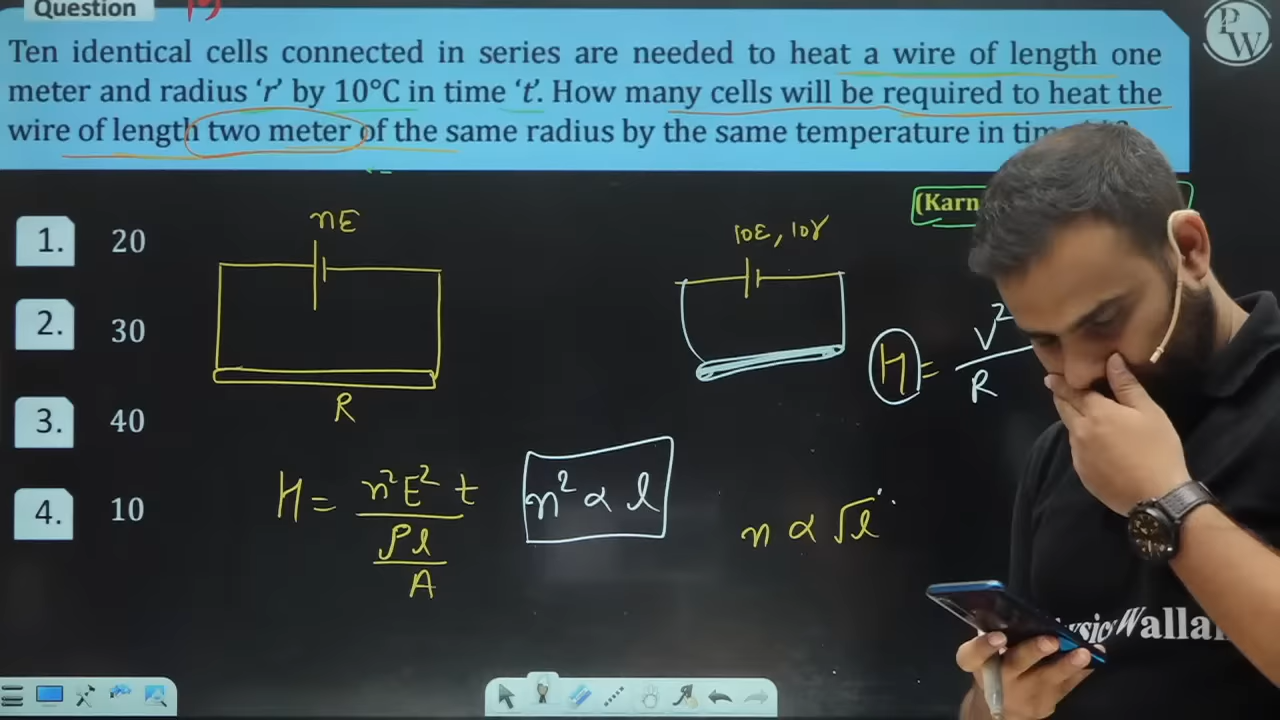 Question
19
PW
Ten identical cells connected in series are needed to heat a wire of length one
meter and radius ‘r’ by 10°C in time ‘t’. How many cells will be required to heat the
wire of length two meter of the same radius by the same temperature in
(Karn
1. 20
2. 30
3. 40
4. 10
nE
R
10E, 10r
H = V²
R
H = n²E² t
ρl
A
n² ∝ l
n ∝ √l
Wallah